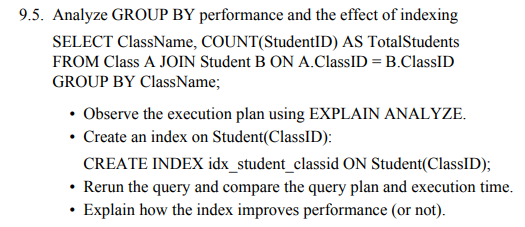 9.5. Analyze GROUP BY performance and the effect of indexing
SELECT ClassName, COUNT(StudentID) AS TotalStudents
FROM Class A JOIN Student B ON A.ClassID = B.ClassID
GROUP BY ClassName;
• Observe the execution plan using EXPLAIN ANALYZE.
• Create an index on Student(ClassID):
CREATE INDEX idx_student_classid ON Student(ClassID);
• Rerun the query and compare the query plan and execution time.
• Explain how the index improves performance (or not).